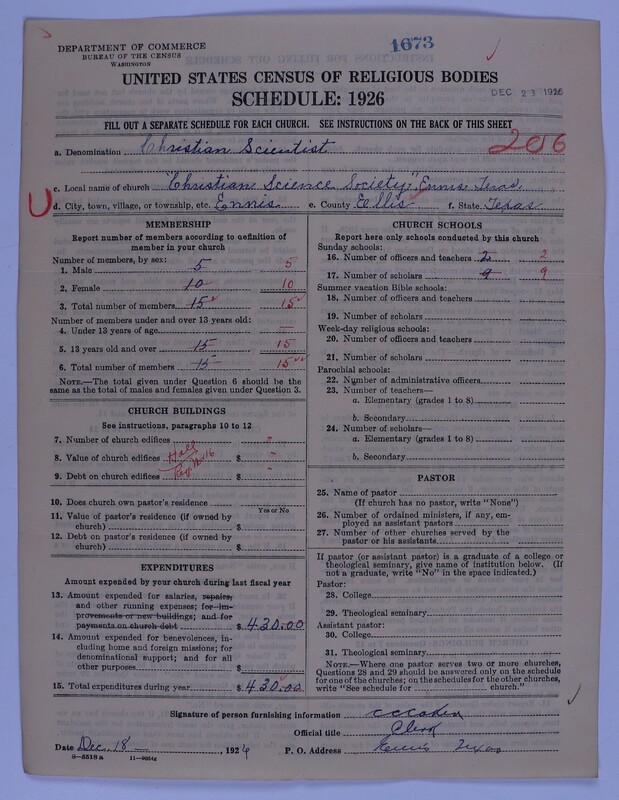 1673
DEPARTMENT OF COMMERCE
BUREAU OF THE CENSUS
WASHINGTON
UNITED STATES CENSUS OF RELIGIOUS BODIES
SCHEDULE: 1926
DEC 23 1926
FILL OUT A SEPARATE SCHEDULE FOR EACH CHURCH. SEE INSTRUCTIONS ON THE BACK OF THIS SHEET
206
a. Denomination Christian Scientist
c. Local name of church "Christian Science Society", Ennis Texas
U d. City, town, village, or township, etc. Ennis e. County Ellis f. State Texas
MEMBERSHIP
Report number of members according to definition of
member in your church
Number of members, by sex:
1. Male 5 5
2. Female 10 10
3. Total number of members 15 15
Number of members under and over 13 years old:
4. Under 13 years of age
5. 13 years old and over 15 15
6. Total number of members 15 15
NOTE.—The total given under Question 6 should be the
same as the total of males and females given under Question 3.
CHURCH BUILDINGS
See instructions, paragraphs 10 to 12
7. Number of church edifices
8. Value of church edifices Hall $
9. Debt on church edifices $
10. Does church own pastor's residence
Yes or No
11. Value of pastor's residence (if owned by
church) $
12. Debt on pastor's residence (if owned by
church) $
EXPENDITURES
Amount expended by your church during last fiscal year
13. Amount expended for salaries, repairs,
and other running expenses; for im-
provements or new buildings; and for
payments on church debt $ 430.00
14. Amount expended for benevolences, in-
cluding home and foreign missions; for
denominational support; and for all
other purposes $
15. Total expenditures during year $ 430.00
CHURCH SCHOOLS
Report here only schools conducted by this church
Sunday schools:
16. Number of officers and teachers 2 2
17. Number of scholars 9 9
Summer vacation Bible schools:
18. Number of officers and teachers
19. Number of scholars
Week-day religious schools:
20. Number of officers and teachers
21. Number of scholars
Parochial schools:
22. Number of administrative officers
23. Number of teachers—
a. Elementary (grades 1 to 8)
b. Secondary
24. Number of scholars—
a. Elementary (grades 1 to 8)
b. Secondary
PASTOR
25. Name of pastor
(If church has no pastor, write "None")
26. Number of ordained ministers, if any, em-
ployed as assistant pastors
27. Number of other churches served by the
pastor or his assistants
If pastor (or assistant pastor) is a graduate of a college or
theological seminary, give name of institution below. (If
not a graduate, write "No" in the space indicated.)
Pastor:
28. College
29. Theological seminary
Assistant pastor:
30. College
31. Theological seminary
NOTE.—Where one pastor serves two or more churches,
Questions 28 and 29 should be answered only on the schedule
for one of the churches; on the schedules for the other churches,
write "See schedule for church."
Signature of person furnishing information
Official title Clerk
Date Dec. 18 , 1926 P. O. Address Ennis Texas
8—5518 a 11—9054g